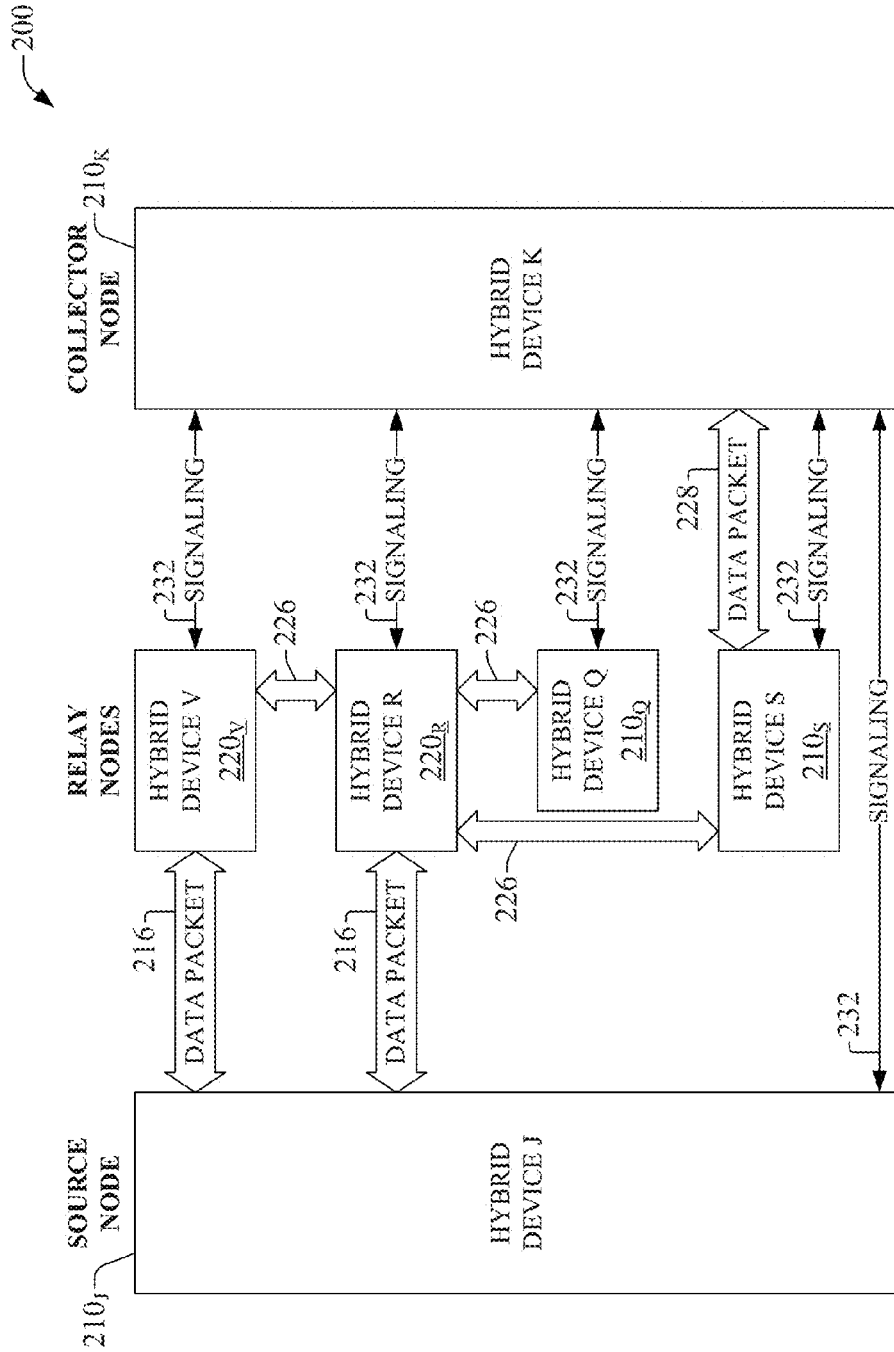 200
SOURCE
NODE
210J
HYBRID
DEVICE J
RELAY
NODES
COLLECTOR
NODE
210K
HYBRID
DEVICE K
216
DATA PACKET
HYBRID
DEVICE V
220V
232
SIGNALING
226
216
DATA PACKET
HYBRID
DEVICE R
220R
232
SIGNALING
226
HYBRID
DEVICE Q
210Q
232
SIGNALING
226
HYBRID
DEVICE S
210S
228
DATA PACKET
232
SIGNALING
232
SIGNALING